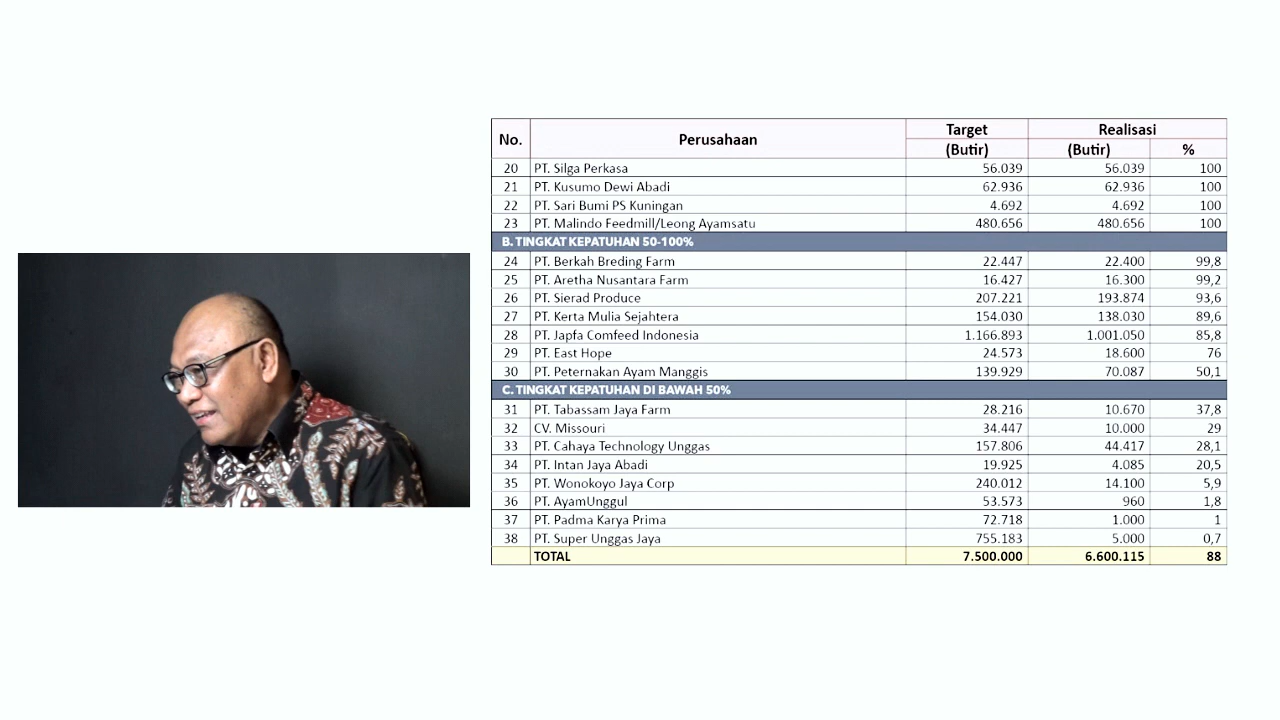 No. Perusahaan Target Realisasi
(Butir) (Butir) %
20 PT. Silga Perkasa 56.039 56.039 100
21 PT. Kusumo Dewi Abadi 62.936 62.936 100
22 PT. Sari Bumi PS Kuningan 4.692 4.692 100
23 PT. Malindo Feedmill/Leong Ayamsatu 480.656 480.656 100
B. TINGKAT KEPATUHAN 50-100%
24 PT. Berkah Breding Farm 22.447 22.400 99,8
25 PT. Aretha Nusantara Farm 16.427 16.300 99,2
26 PT. Sierad Produce 207.221 193.874 93,6
27 PT. Kerta Mulia Sejahtera 154.030 138.030 89,6
28 PT. Japfa Comfeed Indonesia 1.166.893 1.001.050 85,8
29 PT. East Hope 24.573 18.600 76
30 PT. Peternakan Ayam Manggis 139.929 70.087 50,1
C. TINGKAT KEPATUHAN DI BAWAH 50%
31 PT. Tabassam Jaya Farm 28.216 10.670 37,8
32 CV. Missouri 34.447 10.000 29
33 PT. Cahaya Technology Unggas 157.806 44.417 28,1
34 PT. Intan Jaya Abadi 19.925 4.085 20,5
35 PT. Wonokoyo Jaya Corp 240.012 14.100 5,9
36 PT. AyamUnggul 53.573 960 1,8
37 PT. Padma Karya Prima 72.718 1.000 1
38 PT. Super Unggas Jaya 755.183 5.000 0,7
TOTAL 7.500.000 6.600.115 88